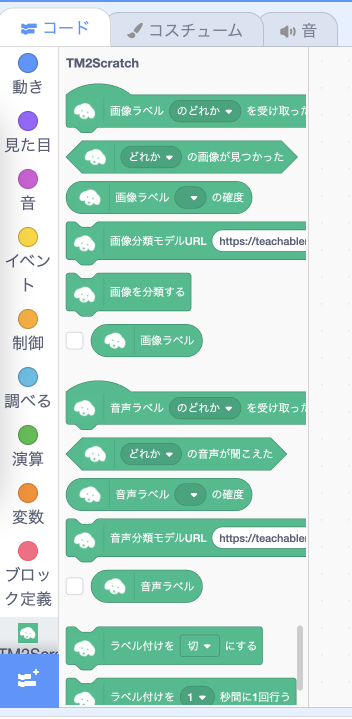 コード
コスチューム
音
動き
見た目
音
イベント
制御
調べる
演算
変数
ブロック定義
TM2Scr
TM2Scratch
画像ラベル のどれか を受け取った
どれか の画像が見つかった
画像ラベル の確度
画像分類モデルURL https://teachable
画像を分類する
画像ラベル
音声ラベル のどれか を受け取った
どれか の音声が聞こえた
音声ラベル の確度
音声分類モデルURL https://teachable
音声ラベル
ラベル付けを 切 にする
ラベル付けを 1 秒間に1回行う